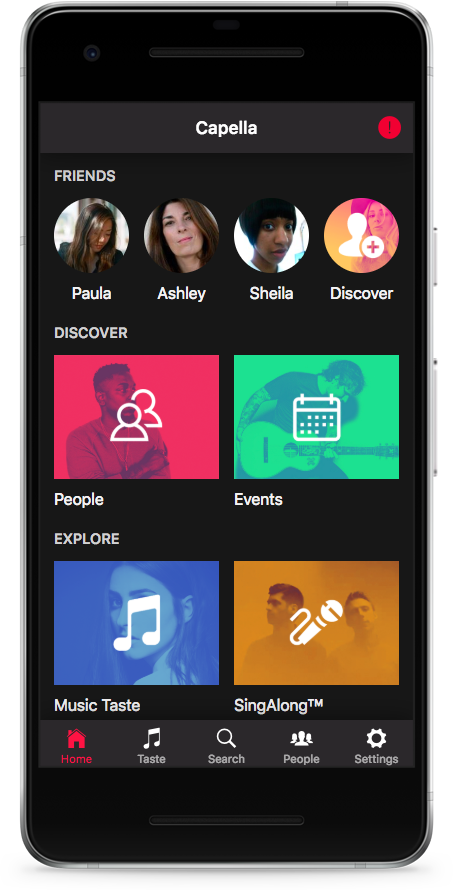 Capella
FRIENDS
Paula Ashley Sheila Discover
DISCOVER
People Events
EXPLORE
Music Taste SingAlong™
Home Taste Search People Settings